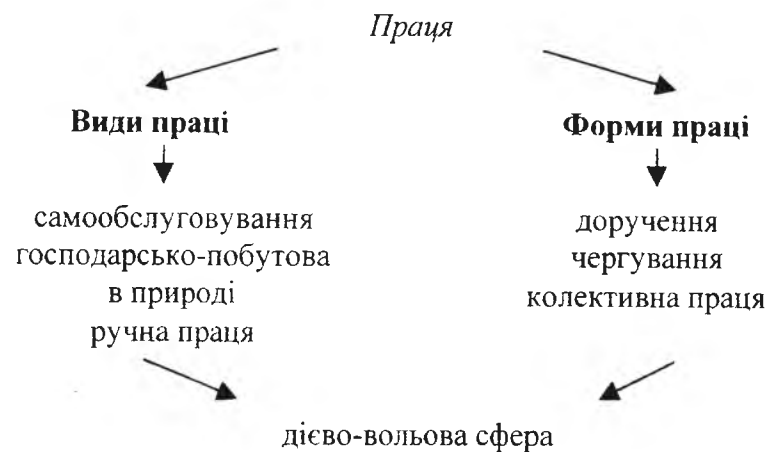 Праця
Види праці
Форми праці
самообслуговування
господарсько-побутова
в природі
ручна праця
доручення
чергування
колективна праця
дієво-вольова сфера